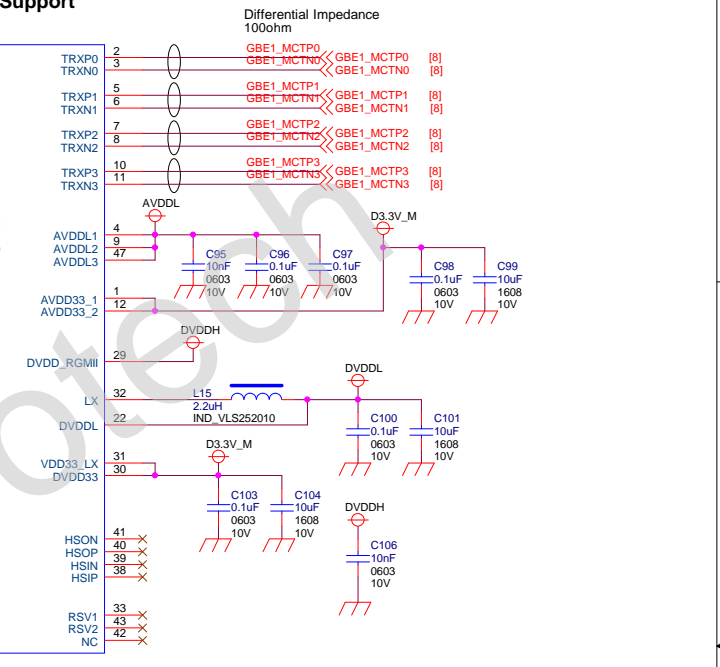 Support
Differential Impedance
100ohm
TRXP0 2 GBE1_MCTP0 GBE1_MCTP0 [8]
TRXN0 3 GBE1_MCTN0 GBE1_MCTN0 [8]
TRXP1 5 GBE1_MCTP1 GBE1_MCTP1 [8]
TRXN1 6 GBE1_MCTN1 GBE1_MCTN1 [8]
TRXP2 7 GBE1_MCTP2 GBE1_MCTP2 [8]
TRXN2 8 GBE1_MCTN2 GBE1_MCTN2 [8]
TRXP3 10 GBE1_MCTP3 GBE1_MCTP3 [8]
TRXN3 11 GBE1_MCTN3 GBE1_MCTN3 [8]
AVDDL
D3.3V_M
AVDDL1 4
AVDDL2 9
AVDDL3 47
C95
10nF
0603
10V
C96
0.1uF
0603
10V
C97
0.1uF
0603
10V
C98
0.1uF
0603
10V
C99
10uF
1608
10V
AVDD33_1 1
AVDD33_2 12
DVDDH
DVDD_RGMII 29
LX 32
L15
2.2uH
IND_VLS252010
DVDDL
DVDDL 22
C100
0.1uF
0603
10V
C101
10uF
1608
10V
D3.3V_M
VDD33_LX 31
DVDD33 30
C103
0.1uF
0603
10V
C104
10uF
1608
10V
DVDDH
C106
10nF
0603
10V
HSON 41
HSOP 40
HSIN 39
HSIP 38
RSV1 33
RSV2 43
NC 42
otech